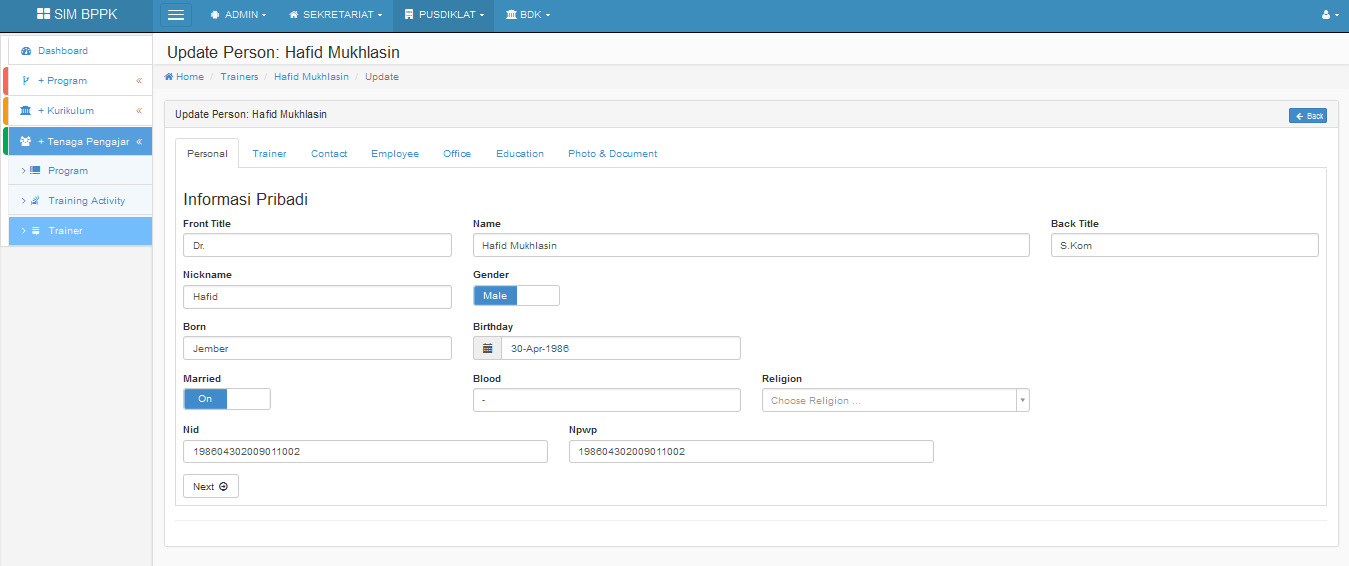 SIM BPPK ADMIN SEKRETARIAT PUSDIKLAT BDK
Dashboard
+ Program «
+ Kurikulum «
+ Tenaga Pengajar «
> Program
> Training Activity
> Trainer
Update Person: Hafid Mukhlasin
Home / Trainers / Hafid Mukhlasin / Update
Update Person: Hafid Mukhlasin Back
Personal Trainer Contact Employee Office Education Photo & Document
Informasi Pribadi
Front Title Name Back Title
Dr. Hafid Mukhlasin S.Kom
Nickname Gender
Hafid Male
Born Birthday
Jember 30-Apr-1986
Married Blood Religion
On - Choose Religion ...
Nid Npwp
198604302009011002 198604302009011002
Next